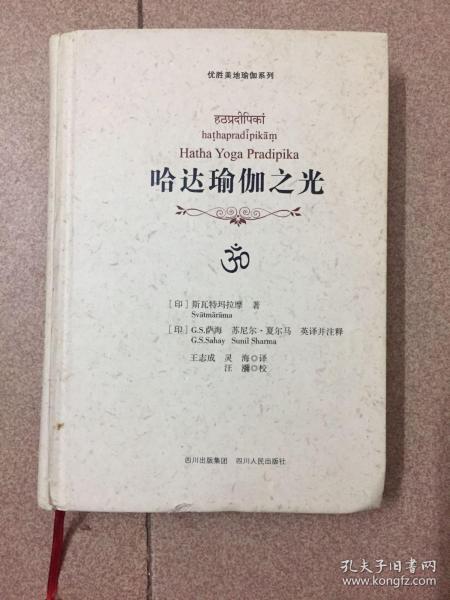 优胜美地瑜伽系列
हठप्रदीपिकां
haṭhapradīpikāṃ
Hatha Yoga Pradipika
哈达瑜伽之光
ॐ
［印］斯瓦特玛拉摩 著
Svātmārāma
［印］G.S.萨海 苏尼尔·夏尔马 英译并注释
G.S.Sahay Sunil Sharma
王志成 灵 海◎译
汪 瀰◎校
四川出版集团 四川人民出版社
孔夫子旧书网
www.kongfz.com